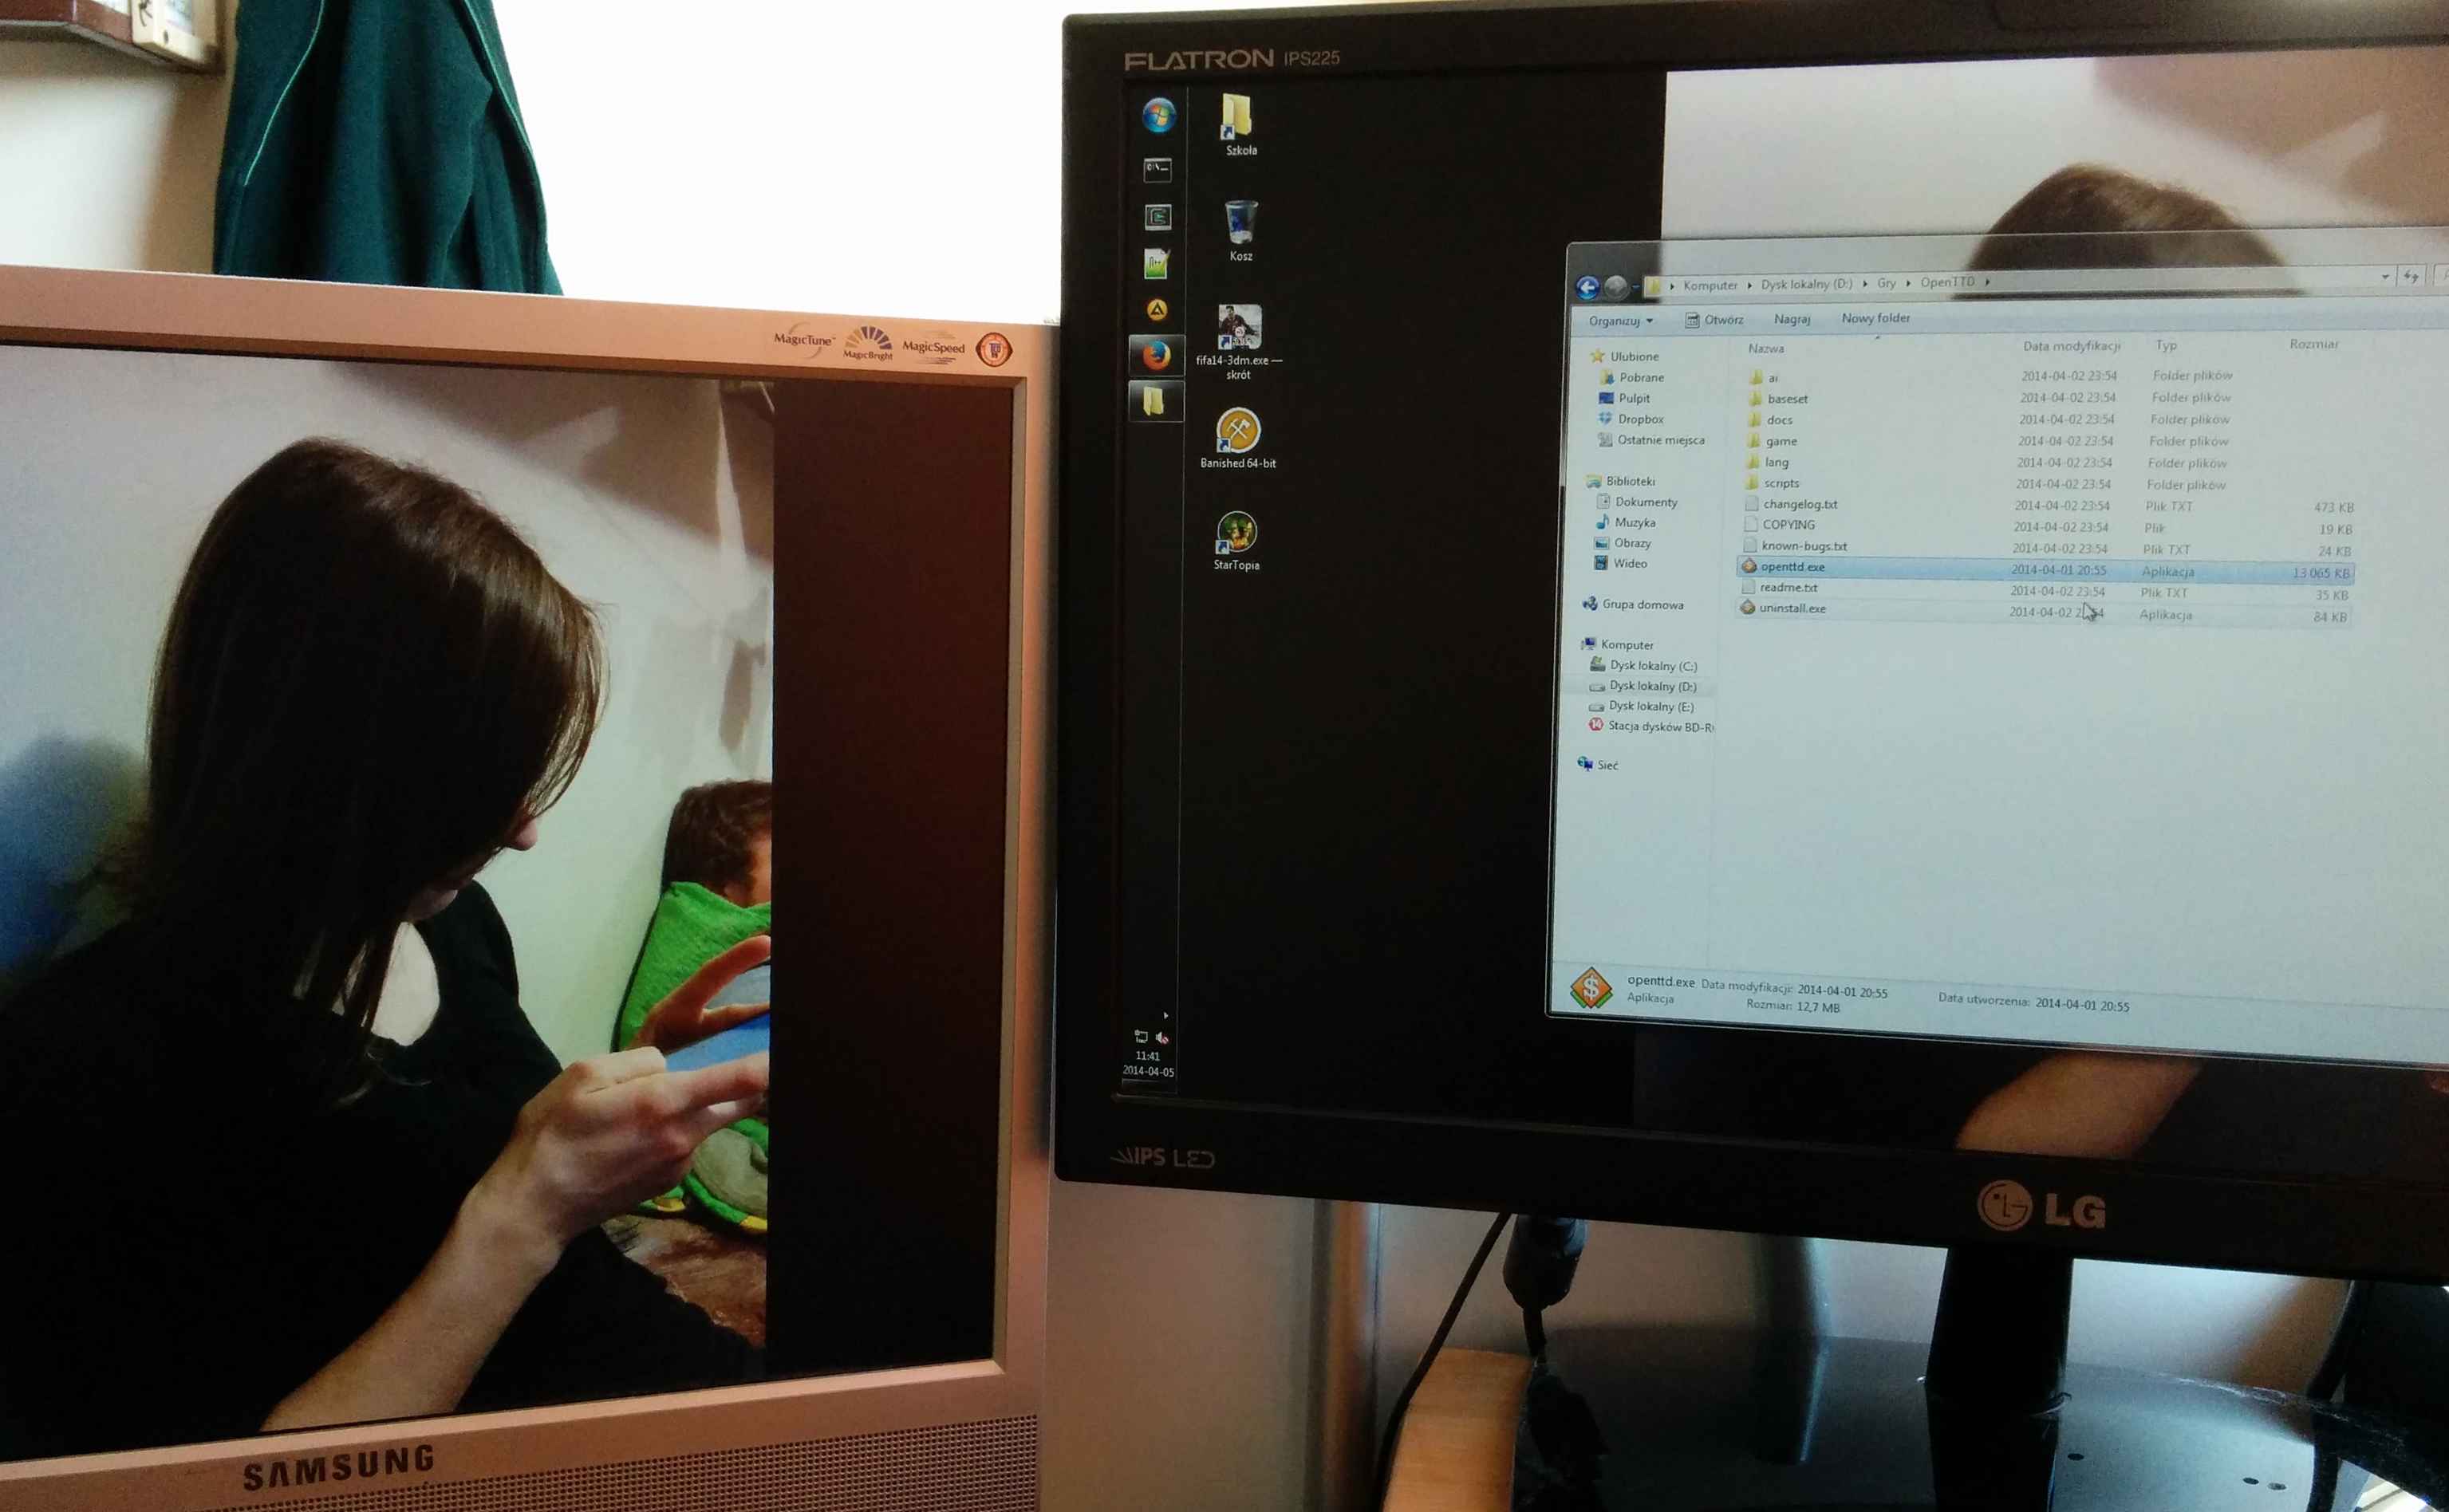 FLATRON IPS225
MagicTune
MagicBright
MagicSpeed
SAMSUNG
Szkoła
Kosz
fifa14-3dm.exe —
skrót
Banished 64-bit
StarTopia
11:41
2014-04-05
Komputer Dysk lokalny (D:) Gry OpenTTD
Organizuj Otwórz Nagraj Nowy folder
Ulubione
Pobrane
Pulpit
Dropbox
Ostatnie miejsca
Biblioteki
Dokumenty
Muzyka
Obrazy
Wideo
Grupa domowa
Komputer
Dysk lokalny (C:)
Dysk lokalny (D:)
Dysk lokalny (E:)
Stacja dysków BD-R
Sieć
Nazwa Data modyfikacji Typ Rozmiar
ai 2014-04-02 23:54 Folder plików
baseset 2014-04-02 23:54 Folder plików
docs 2014-04-02 23:54 Folder plików
game 2014-04-02 23:54 Folder plików
lang 2014-04-02 23:54 Folder plików
scripts 2014-04-02 23:54 Folder plików
changelog.txt 2014-04-02 23:54 Plik TXT 473 KB
COPYING 2014-04-02 23:54 Plik 19 KB
known-bugs.txt 2014-04-02 23:54 Plik TXT 24 KB
openttd.exe 2014-04-01 20:55 Aplikacja 13 065 KB
readme.txt 2014-04-02 23:54 Plik TXT 35 KB
uninstall.exe 2014-04-02 Aplikacja 84 KB
openttd.exe Data modyfikacji: 2014-04-01 20:55 Data utworzenia: 2014-04-01 20:55
Aplikacja Rozmiar: 12,7 MB
IPS LED
LG